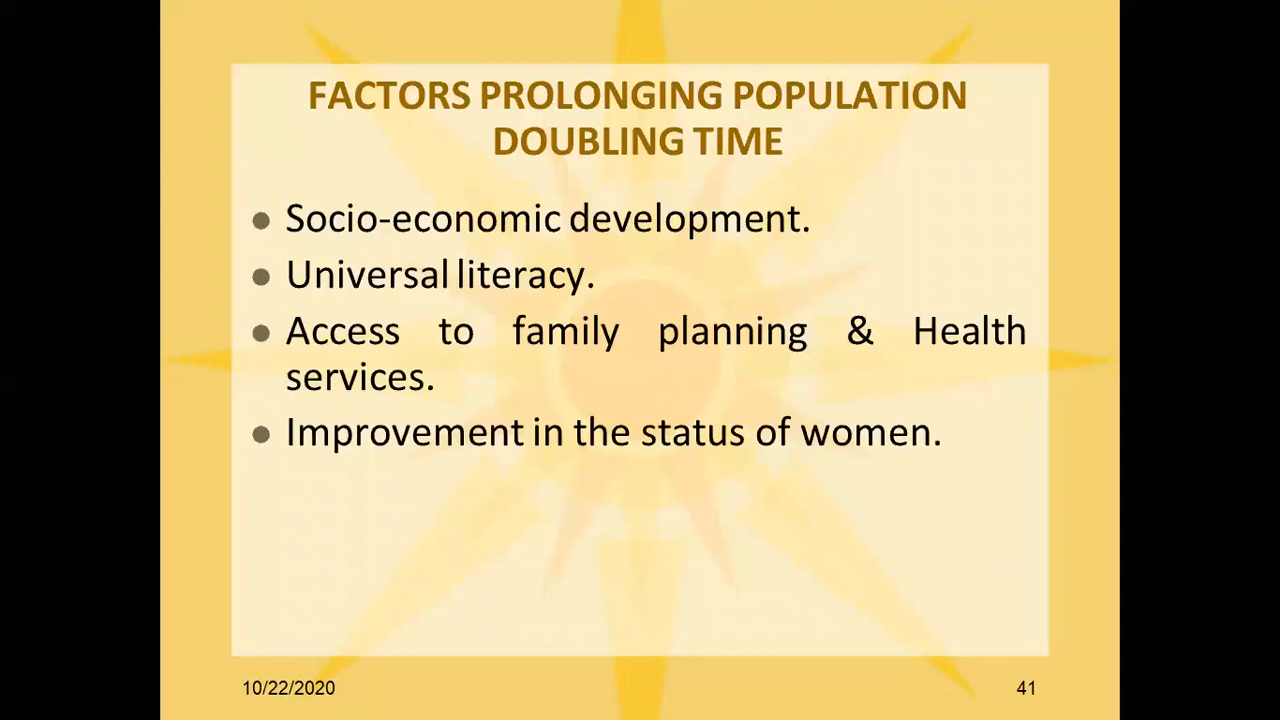 FACTORS PROLONGING POPULATION
DOUBLING TIME
● Socio-economic development.
● Universal literacy.
● Access to family planning & Health
services.
● Improvement in the status of women.
10/22/2020
41